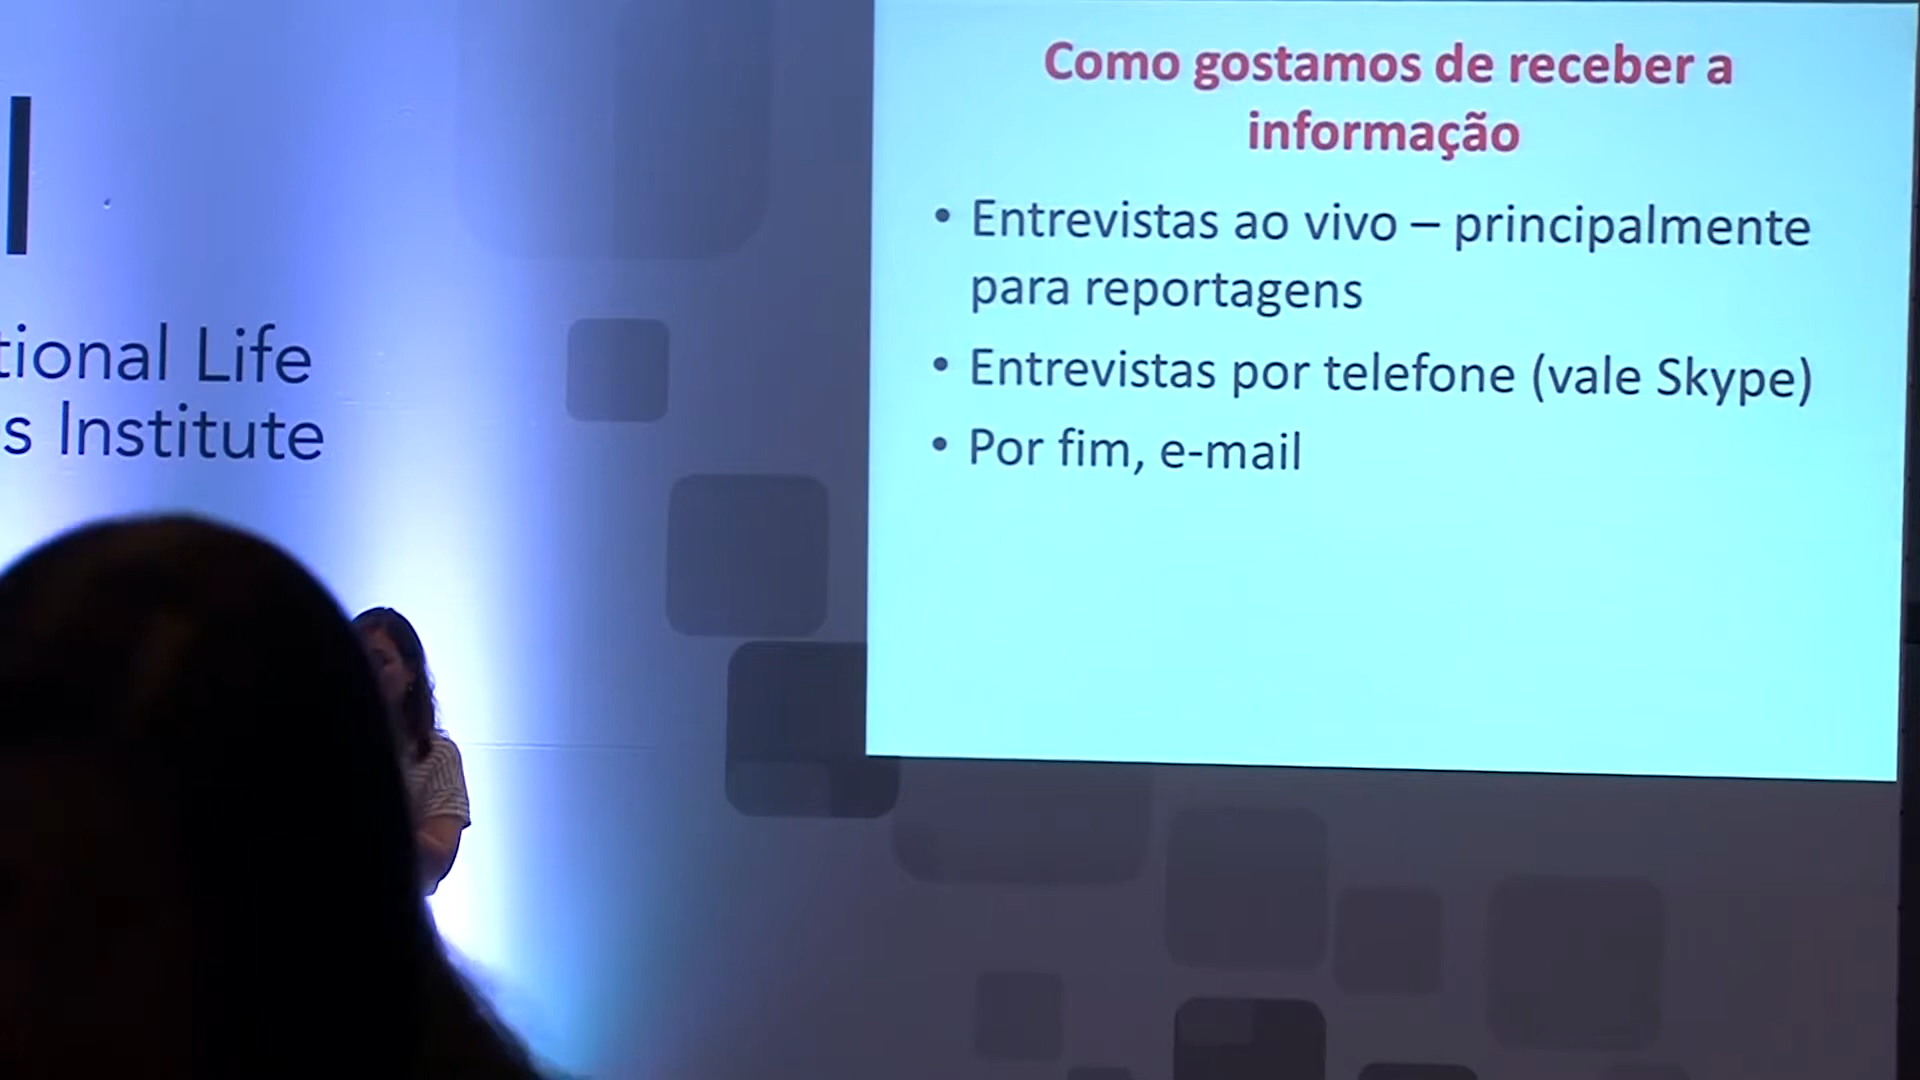 tional Life
s Institute
Como gostamos de receber a
informação
• Entrevistas ao vivo – principalmente
para reportagens
• Entrevistas por telefone (vale Skype)
• Por fim, e-mail